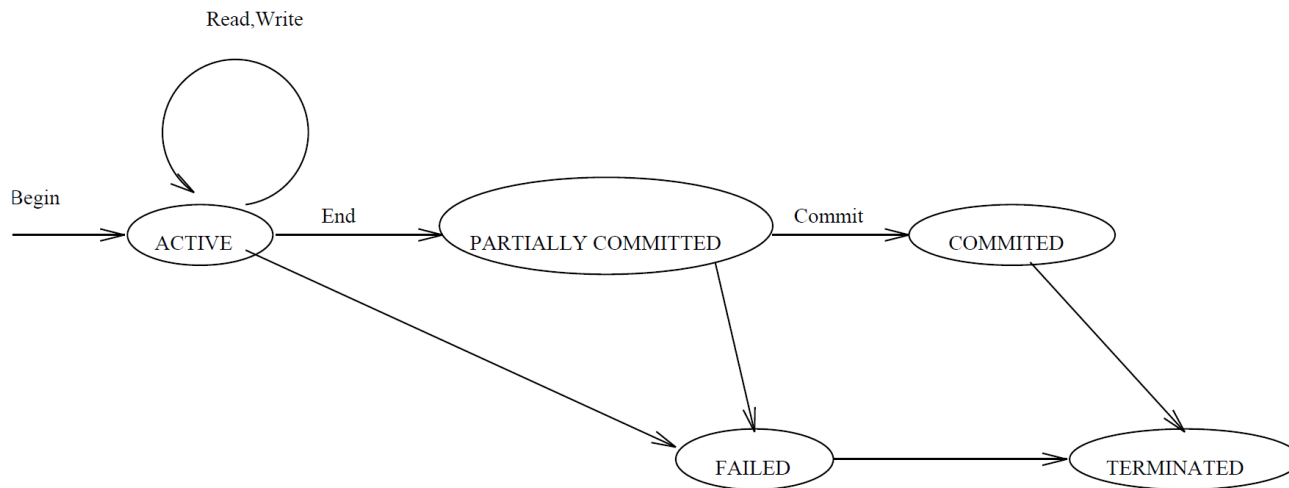 Read,Write
Begin
End
Commit
ACTIVE
PARTIALLY COMMITTED
COMMITED
FAILED
TERMINATED